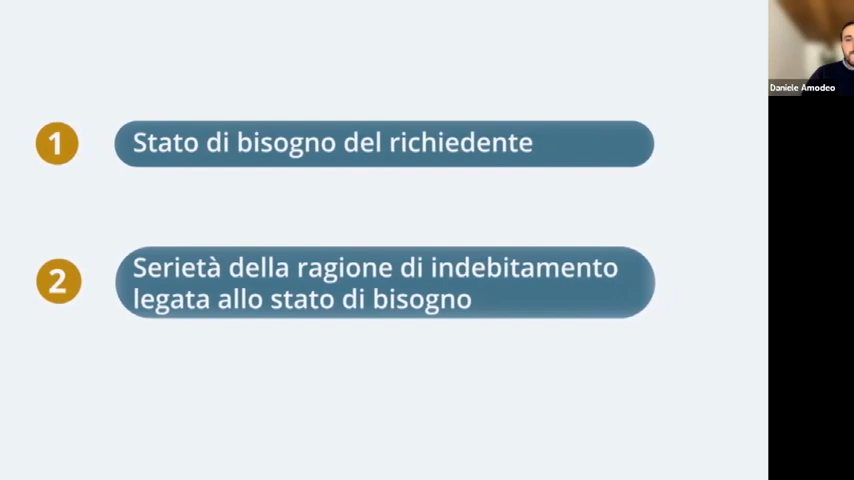 1
Stato di bisogno del richiedente
2
Serietà della ragione di indebitamento
legata allo stato di bisogno
Daniele Amodeo